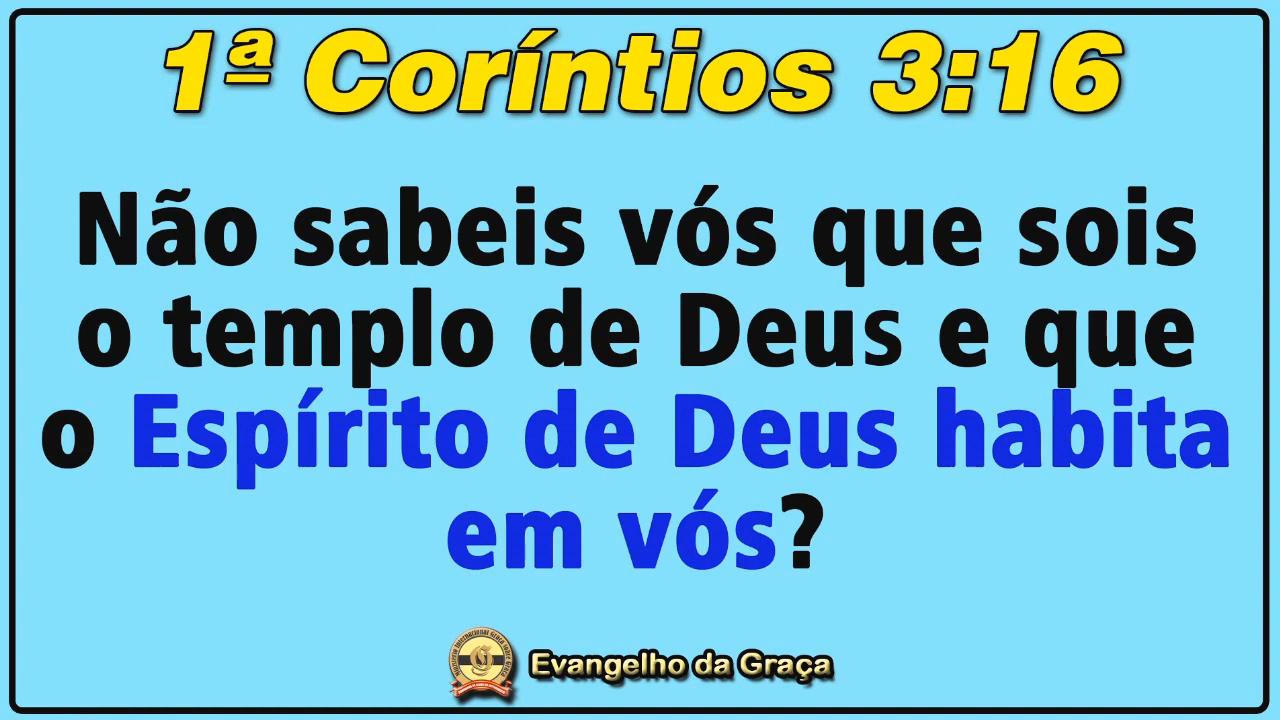 1ª Coríntios 3:16
Não sabeis vós que sois
o templo de Deus e que
o Espírito de Deus habita
em vós?
Evangelho da Graça